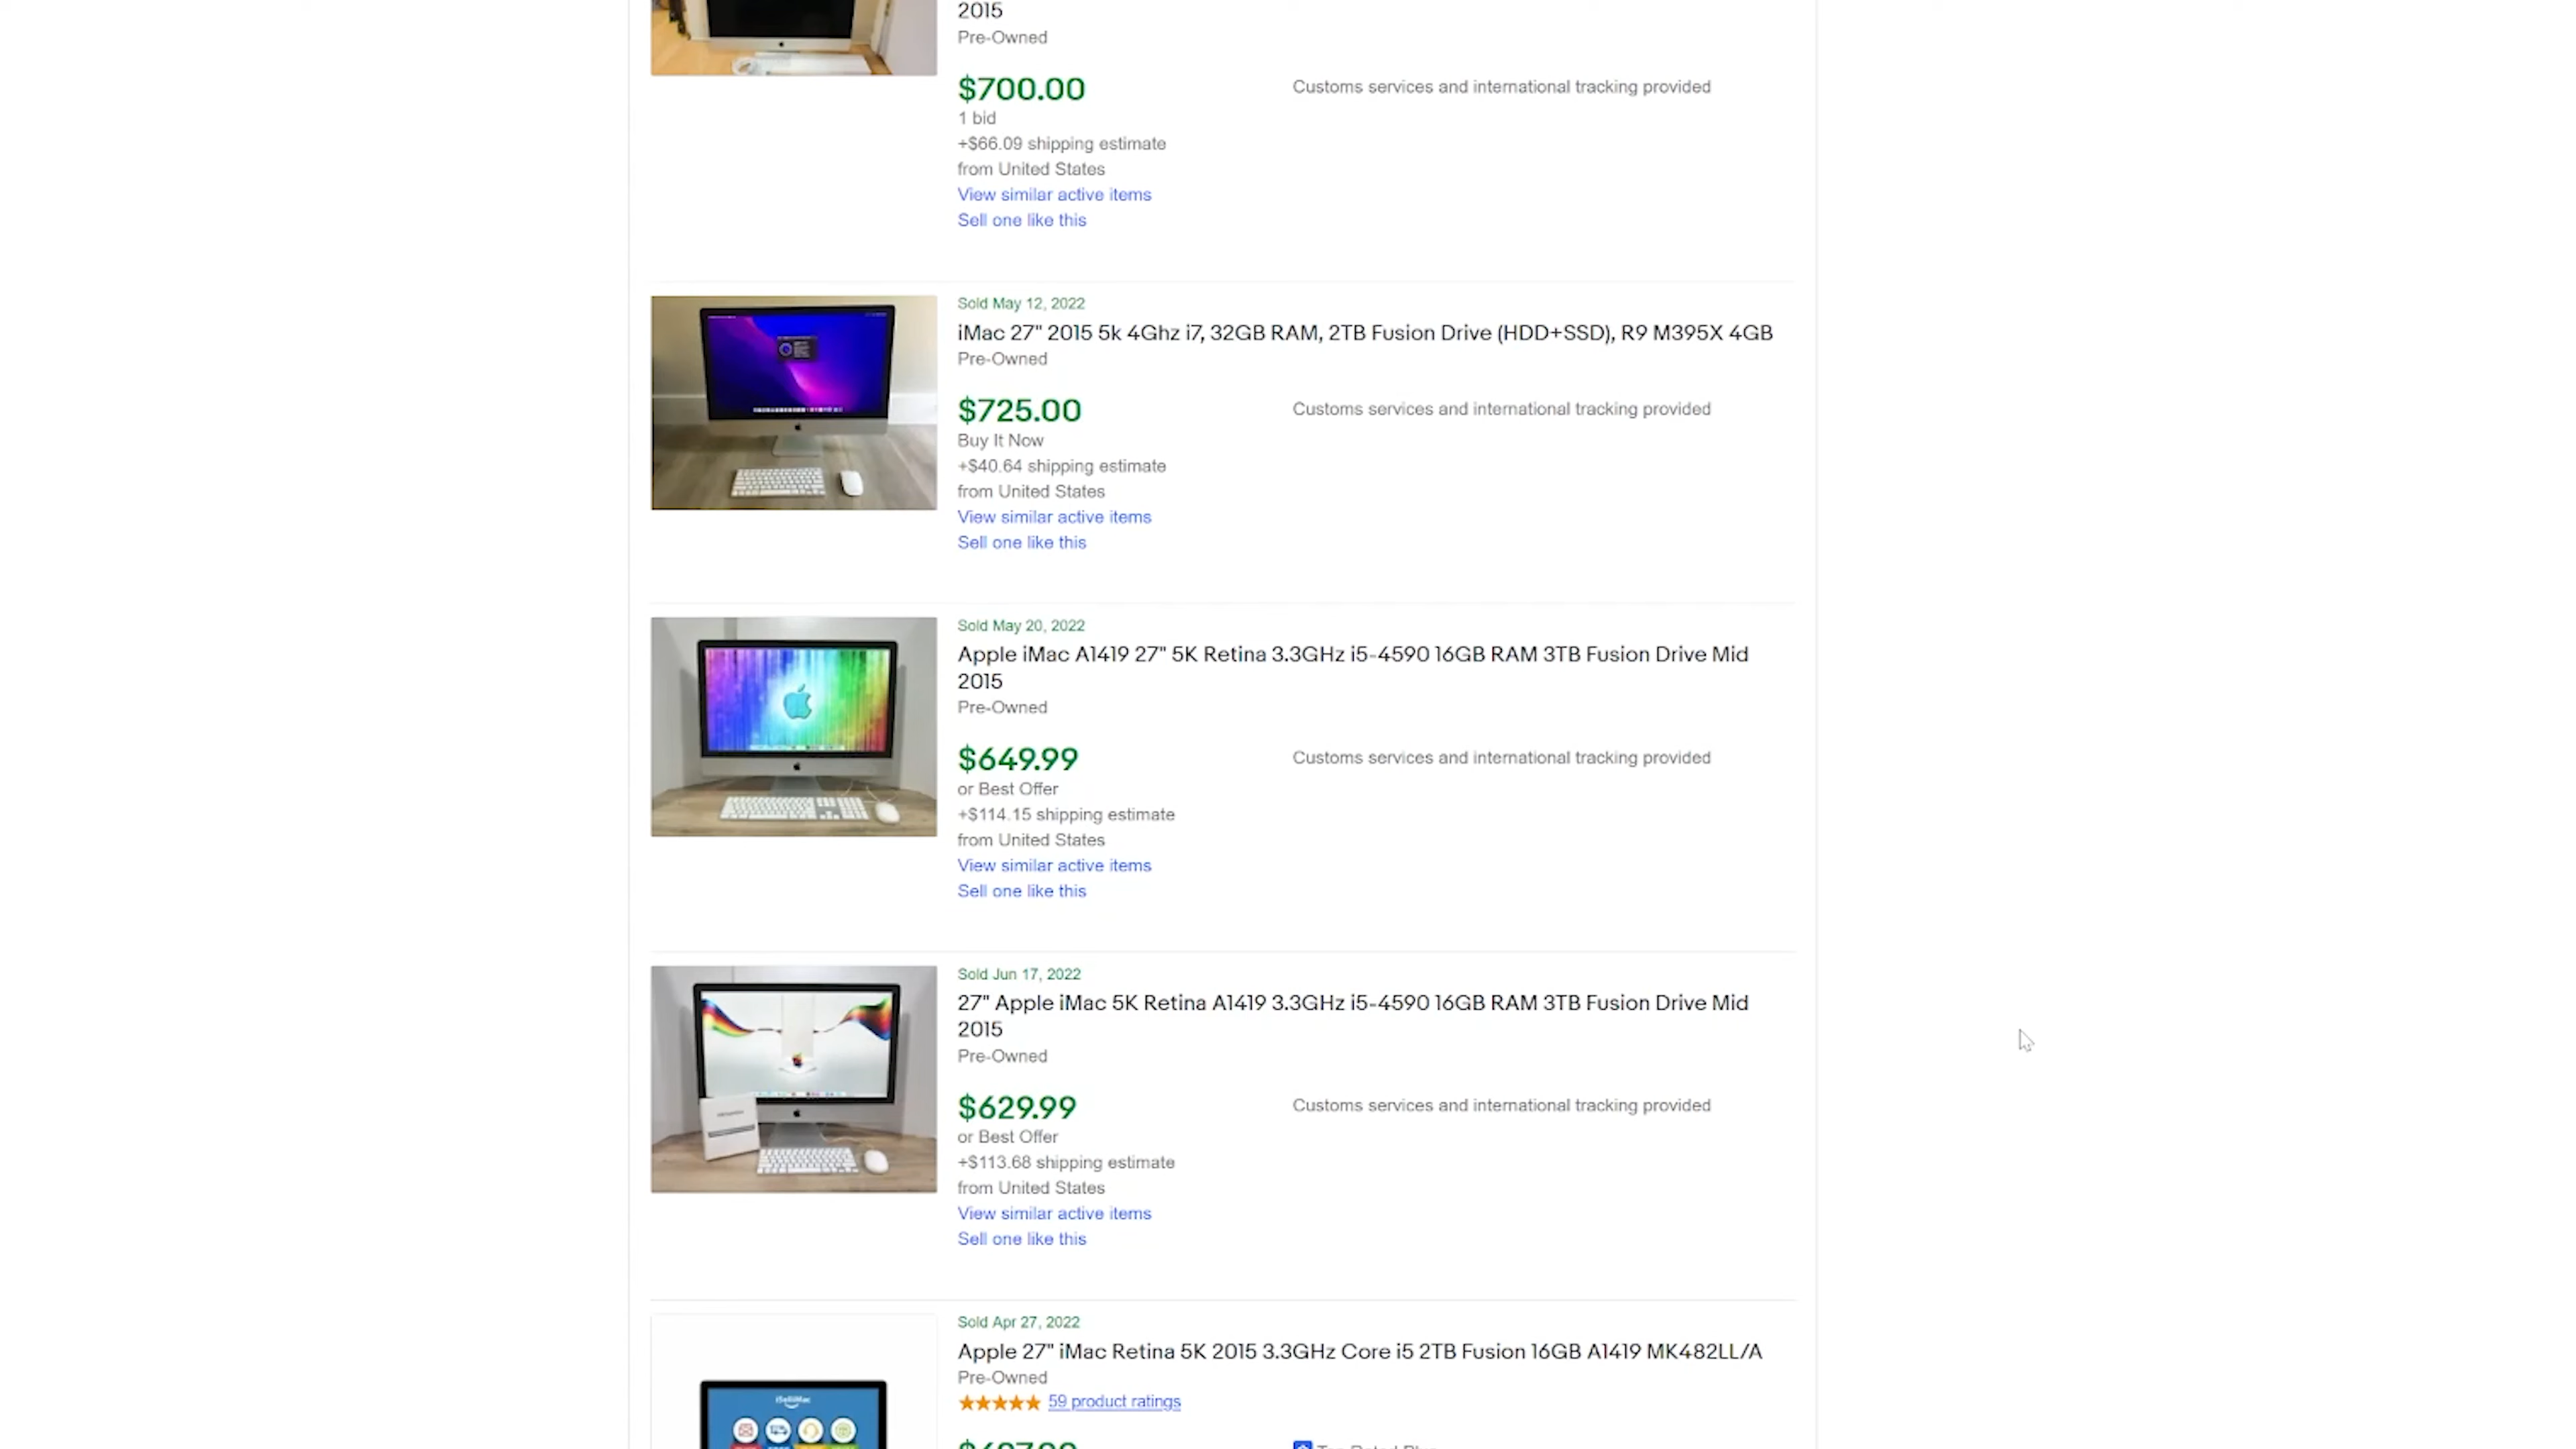 2015
Pre-Owned
$700.00
Customs services and international tracking provided
1 bid
+$66.09 shipping estimate
from United States
View similar active items
Sell one like this
Sold May 12, 2022
iMac 27" 2015 5k 4Ghz i7, 32GB RAM, 2TB Fusion Drive (HDD+SSD), R9 M395X 4GB
Pre-Owned
$725.00
Customs services and international tracking provided
Buy It Now
+$40.64 shipping estimate
from United States
View similar active items
Sell one like this
Sold May 20, 2022
Apple iMac A1419 27" 5K Retina 3.3GHz i5-4590 16GB RAM 3TB Fusion Drive Mid
2015
Pre-Owned
$649.99
Customs services and international tracking provided
or Best Offer
+$114.15 shipping estimate
from United States
View similar active items
Sell one like this
Sold Jun 17, 2022
27" Apple iMac 5K Retina A1419 3.3GHz i5-4590 16GB RAM 3TB Fusion Drive Mid
2015
Pre-Owned
$629.99
Customs services and international tracking provided
or Best Offer
+$113.68 shipping estimate
from United States
View similar active items
Sell one like this
Sold Apr 27, 2022
Apple 27" iMac Retina 5K 2015 3.3GHz Core i5 2TB Fusion 16GB A1419 MK482LL/A
Pre-Owned
59 product ratings